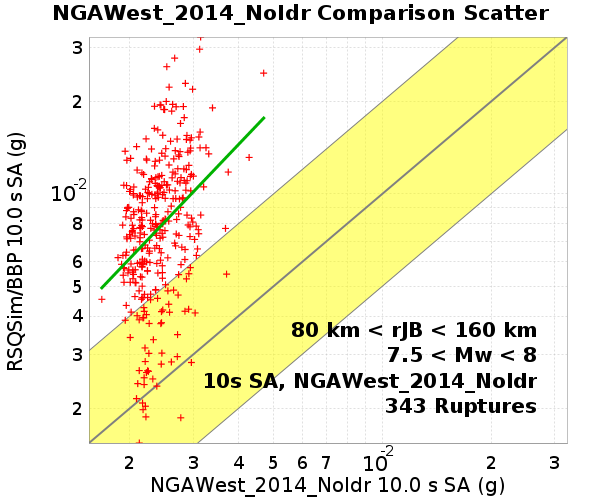 NGAWest_2014_NoIdr Comparison Scatter
RSQSim/BBP 10.0 s SA (g)
3
2
10-2
8
6
5
4
3
2
80 km < rJB < 160 km
7.5 < Mw < 8
10s SA, NGAWest_2014_NoIdr
343 Ruptures
2 3 4 5 6 7 10-2 2 3
NGAWest_2014_NoIdr 10.0 s SA (g)